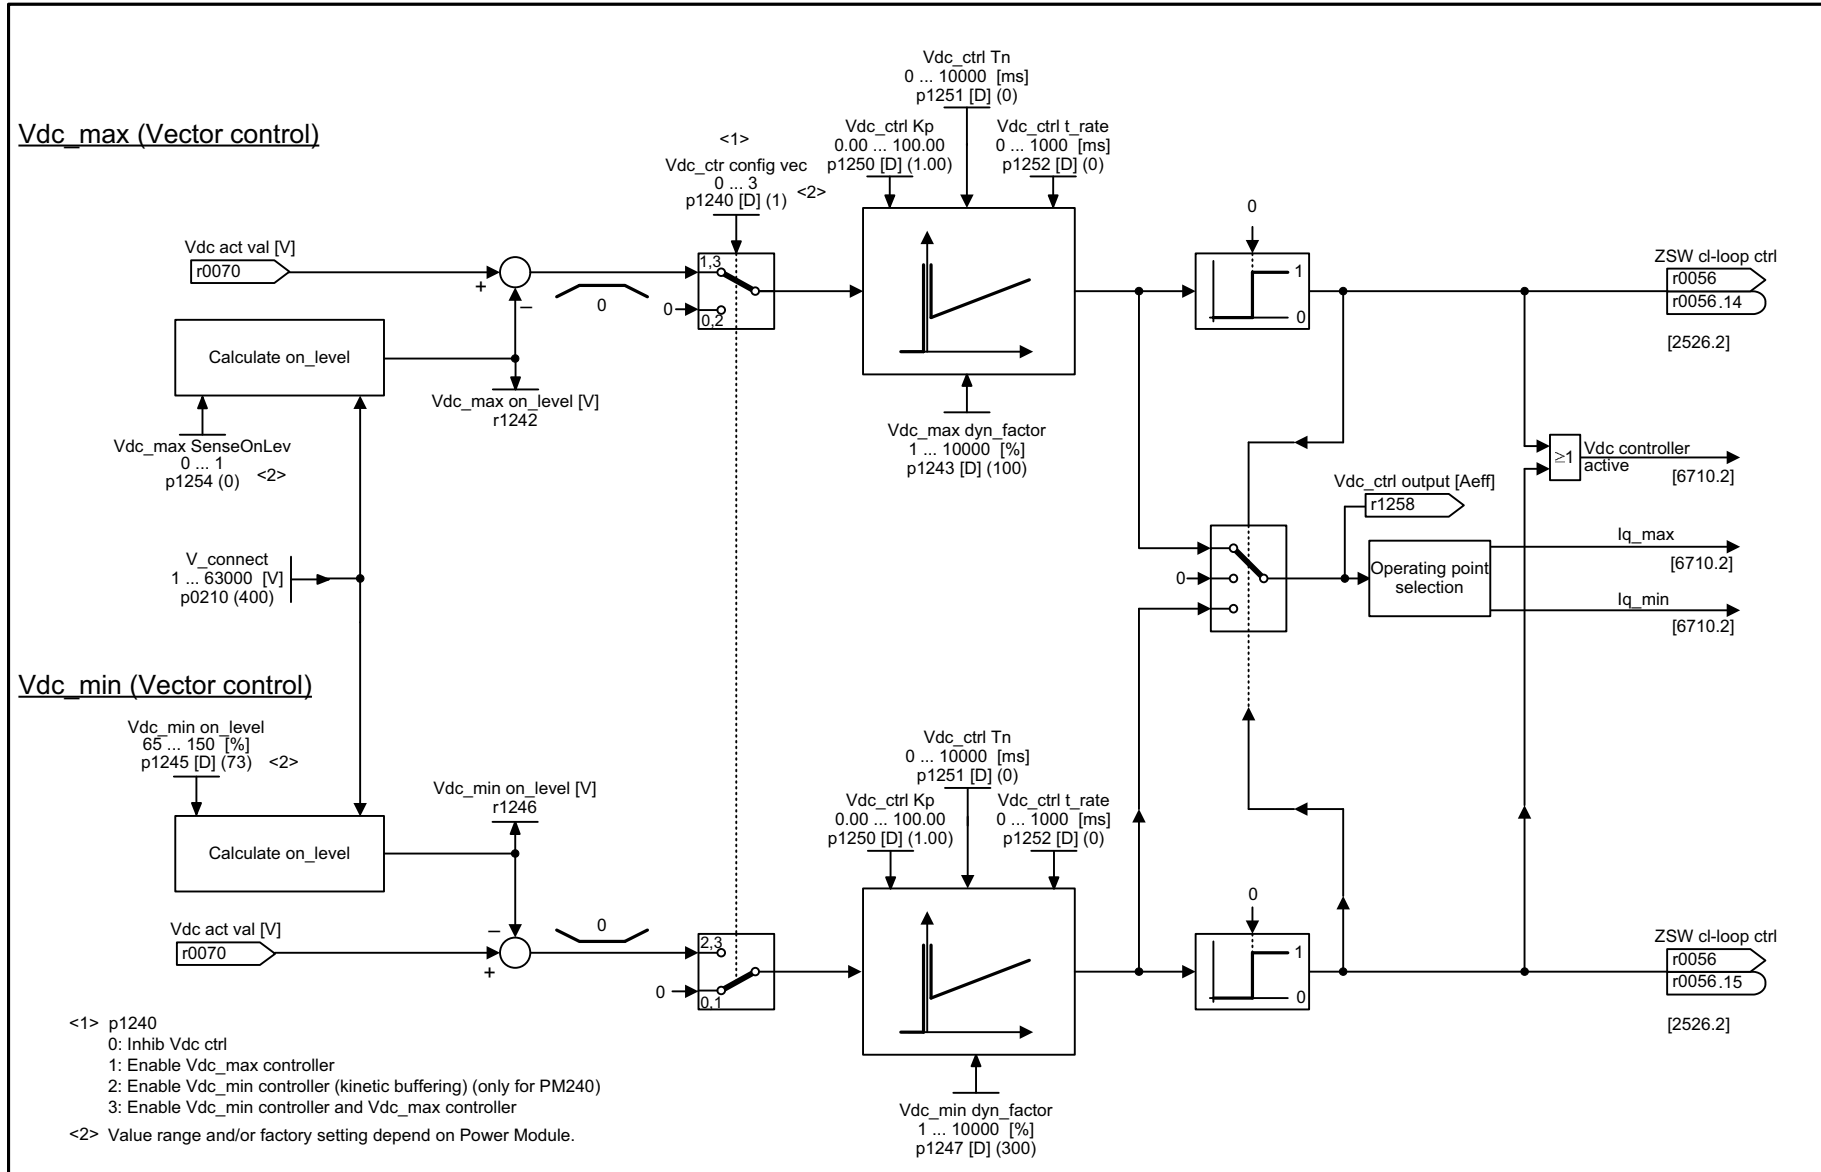 Vdc_max (Vector control)
Vdc_ctrl Tn
0 ... 10000 [ms]
p1251 [D] (0)
<1>
Vdc_ctr config vec
0 ... 3
p1240 [D] (1) <2>
Vdc_ctrl Kp
0.00 ... 100.00
p1250 [D] (1.00)
Vdc_ctrl t_rate
0 ... 1000 [ms]
p1252 [D] (0)
0
Vdc act val [V]
r0070
+
–
0
1,3
0
0,2
1
0
ZSW cl-loop ctrl
r0056
r0056.14
[2526.2]
Calculate on_level
Vdc_max on_level [V]
r1242
Vdc_max SenseOnLev
0 ... 1
p1254 (0) <2>
Vdc_max dyn_factor
1 ... 10000 [%]
p1243 [D] (100)
≥1
Vdc controller
active
[6710.2]
Vdc_ctrl output [Aeff]
r1258
V_connect
1 ... 63000 [V]
p0210 (400)
0
Operating point
selection
Iq_max
[6710.2]
Iq_min
[6710.2]
Vdc_min (Vector control)
Vdc_min on_level
65 ... 150 [%]
p1245 [D] (73) <2>
Vdc_min on_level [V]
r1246
Vdc_ctrl Tn
0 ... 10000 [ms]
p1251 [D] (0)
Vdc_ctrl Kp
0.00 ... 100.00
p1250 [D] (1.00)
Vdc_ctrl t_rate
0 ... 1000 [ms]
p1252 [D] (0)
Calculate on_level
0
Vdc act val [V]
r0070
–
+
0
2,3
0
0,1
1
0
ZSW cl-loop ctrl
r0056
r0056.15
[2526.2]
Vdc_min dyn_factor
1 ... 10000 [%]
p1247 [D] (300)
<1> p1240
0: Inhib Vdc ctrl
1: Enable Vdc_max controller
2: Enable Vdc_min controller (kinetic buffering) (only for PM240)
3: Enable Vdc_min controller and Vdc_max controller
<2> Value range and/or factory setting depend on Power Module.